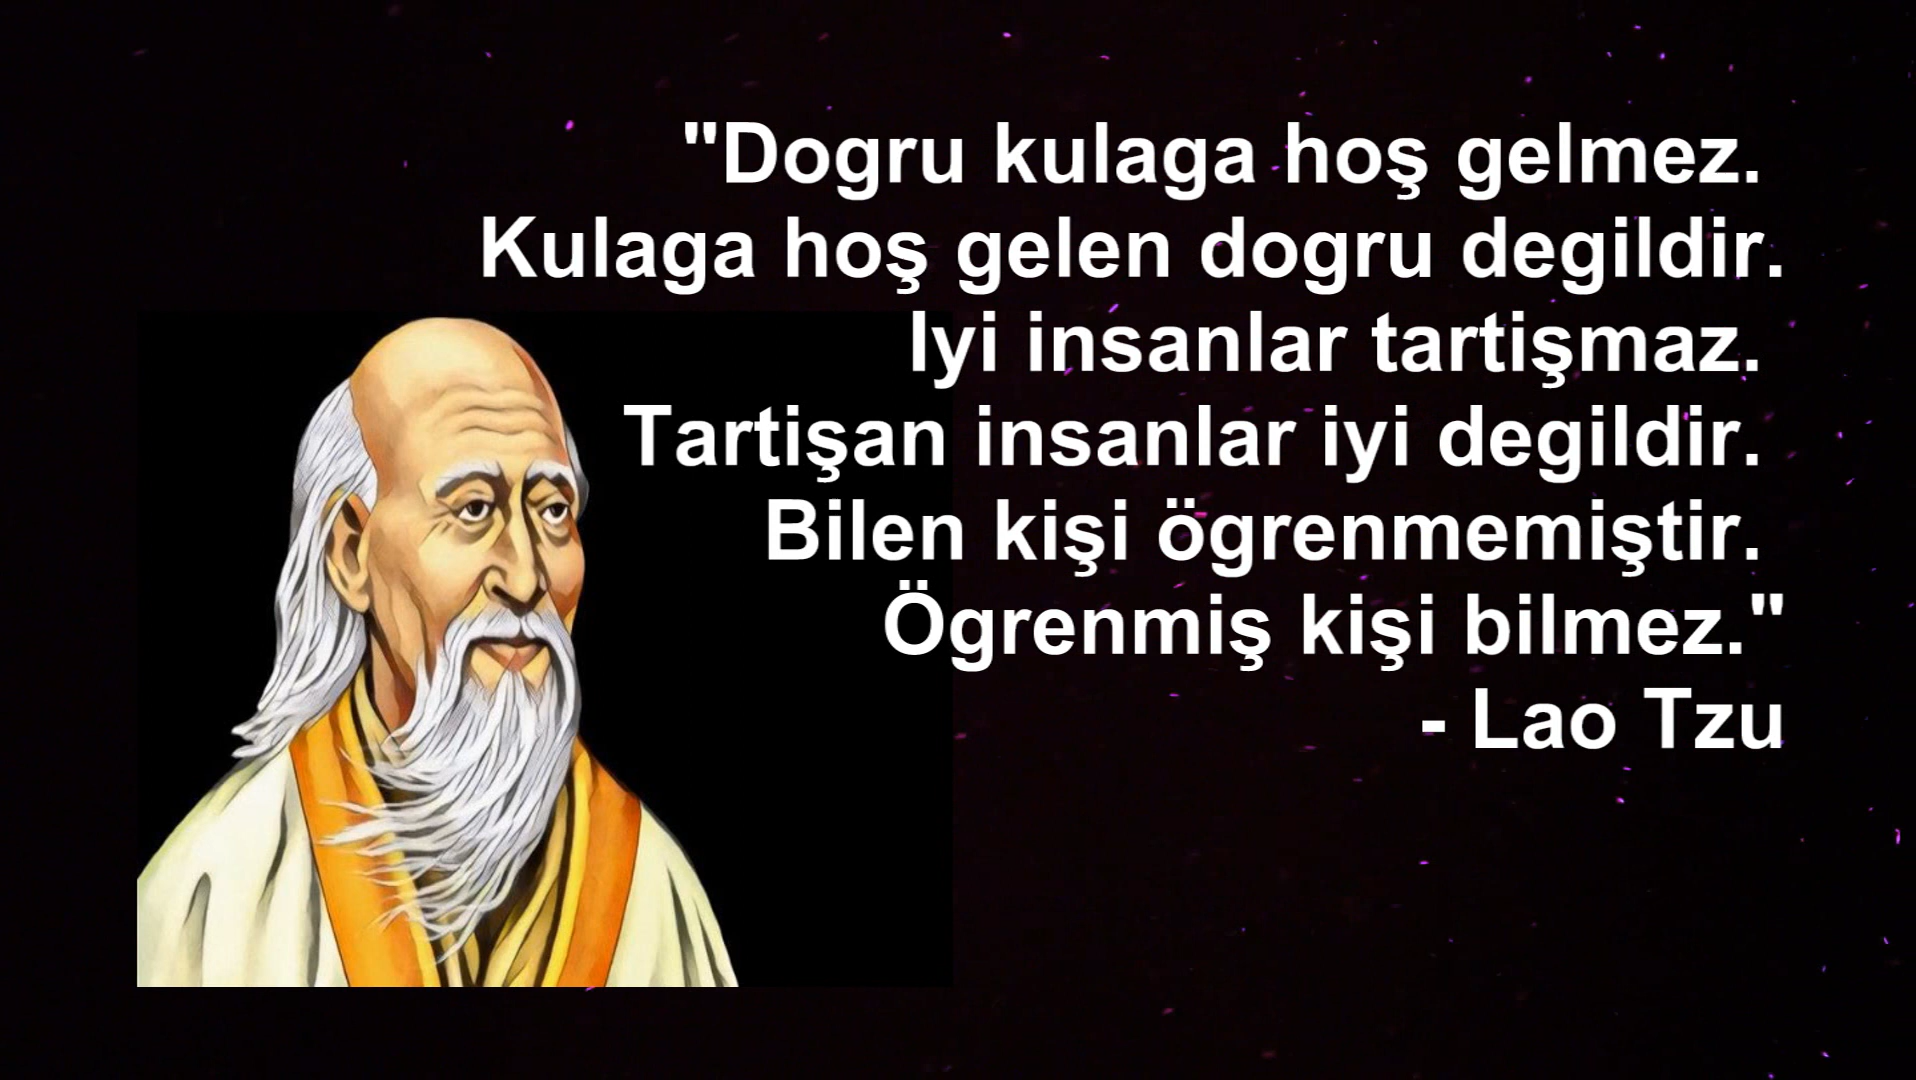 "Dogru kulaga hoş gelmez.
Kulaga hoş gelen dogru degildir.
Iyi insanlar tartişmaz.
Tartişan insanlar iyi degildir.
Bilen kişi ögrenmemiştir.
Ögrenmiş kişi bilmez."
- Lao Tzu